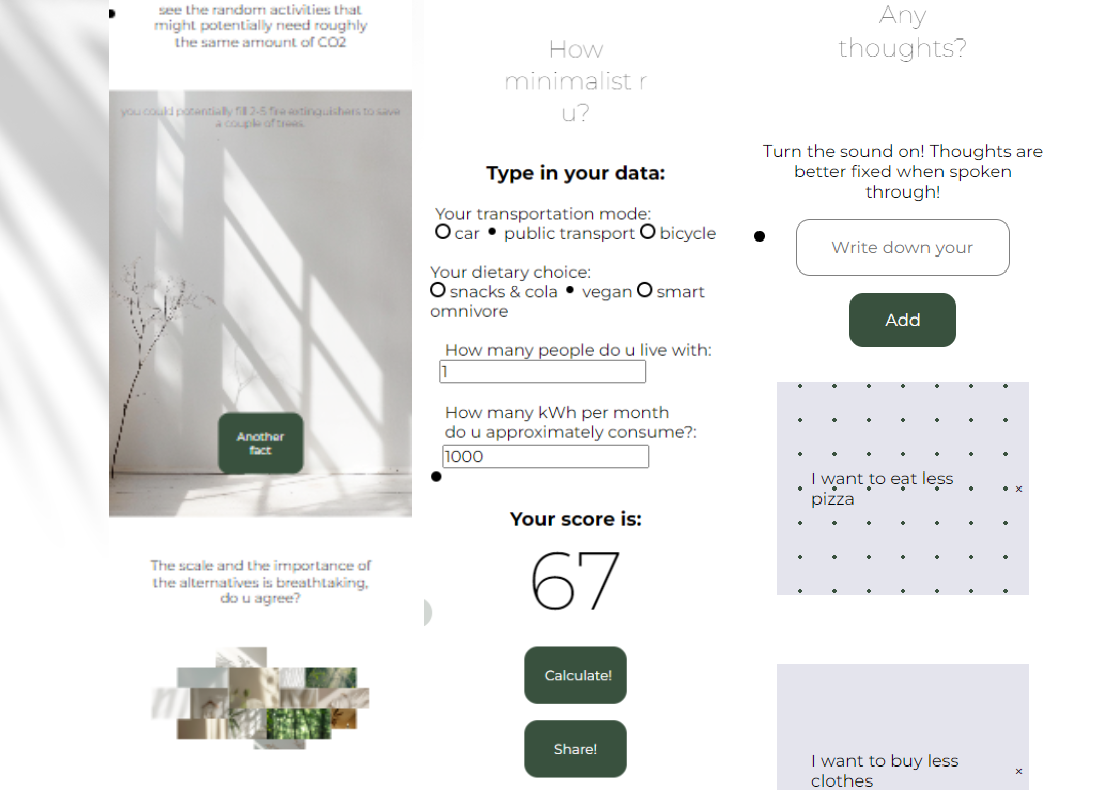 see the random activities that
might potentially need roughly
the same amount of CO2
you could potentially fill 2-5 fire extinguishers to save
a couple of trees.
Another
fact
The scale and the importance of
the alternatives is breathtaking,
do u agree?
How
minimalist r
u?
Type in your data:
Your transportation mode:
car public transport bicycle
Your dietary choice:
snacks & cola vegan smart
omnivore
How many people do u live with:
1
How many kWh per month
do u approximately consume?:
1000
Your score is:
67
Calculate!
Share!
Any
thoughts?
Turn the sound on! Thoughts are
better fixed when spoken
through!
Write down your
Add
I want to eat less
pizza
x
I want to buy less
clothes
x